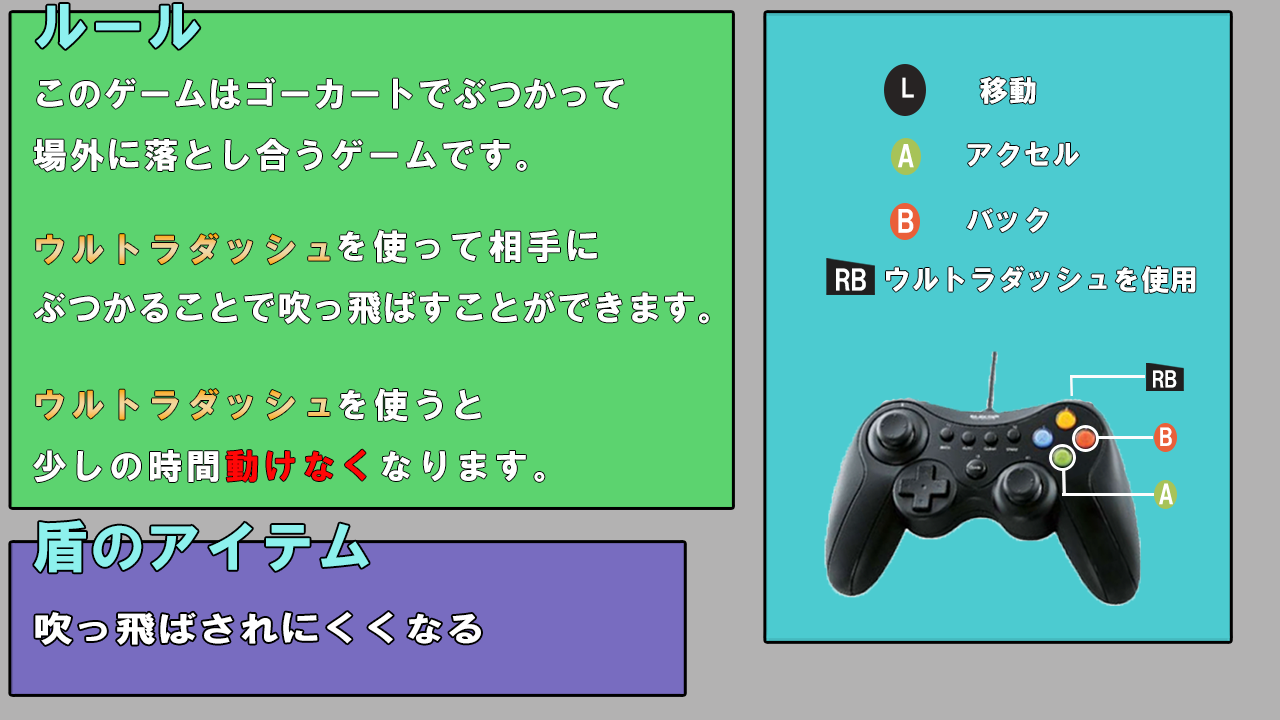 ルール
このゲームはゴーカートでぶつかって
場外に落とし合うゲームです。
ウルトラダッシュを使って相手に
ぶつかることで吹っ飛ばすことができます。
ウルトラダッシュを使うと
少しの時間動けなくなります。
盾のアイテム
吹っ飛ばされにくくなる
L 移動
A アクセル
B バック
RB ウルトラダッシュを使用
RB
B
A